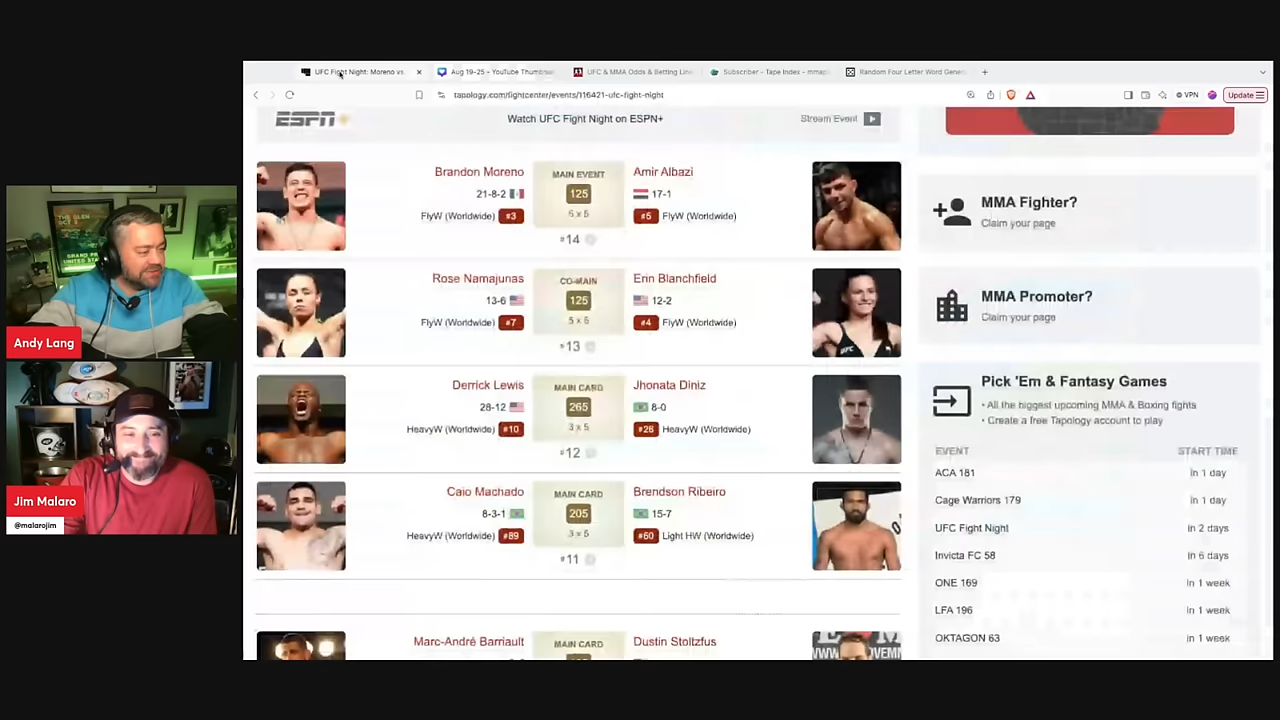 UFC Fight Night: Moreno vs
Aug 19-25 - YouTube Thumbna
UFC & MMA Odds & Betting Line
Subscriber - Tape Index - mmap
Random Four Letter Word Gener
tapology.com/fightcenter/events/116421-ufc-fight-night
VPN
Update
ESPN+
Watch UFC Fight Night on ESPN+
Stream Event
Brandon Moreno
MAIN EVENT
Amir Albazi
21-8-2
125
17-1
FlyW (Worldwide) #3
5 x 5
#5 FlyW (Worldwide)
#14
Rose Namajunas
CO-MAIN
Erin Blanchfield
13-6
125
12-2
FlyW (Worldwide) #7
5 x 5
#4 FlyW (Worldwide)
UFC
#13
Derrick Lewis
MAIN CARD
Jhonata Diniz
28-12
265
8-0
HeavyW (Worldwide) #10
3 x 5
#26 HeavyW (Worldwide)
#12
Caio Machado
MAIN CARD
Brendson Ribeiro
8-3-1
205
15-7
HeavyW (Worldwide) #89
3 x 5
#60 Light HW (Worldwide)
#11
Marc-André Barriault
MAIN CARD
Dustin Stoltzfus
MMA Fighter?
Claim your page
MMA Promoter?
Claim your page
Pick 'Em & Fantasy Games
• All the biggest upcoming MMA & Boxing fights
• Create a free Tapology account to play
EVENT
START TIME
ACA 181
in 1 day
Cage Warriors 179
in 1 day
UFC Fight Night
in 2 days
Invicta FC 58
in 6 days
ONE 169
in 1 week
LFA 196
in 1 week
OKTAGON 63
in 1 week
Andy Lang
Jim Malaro
@malarojim